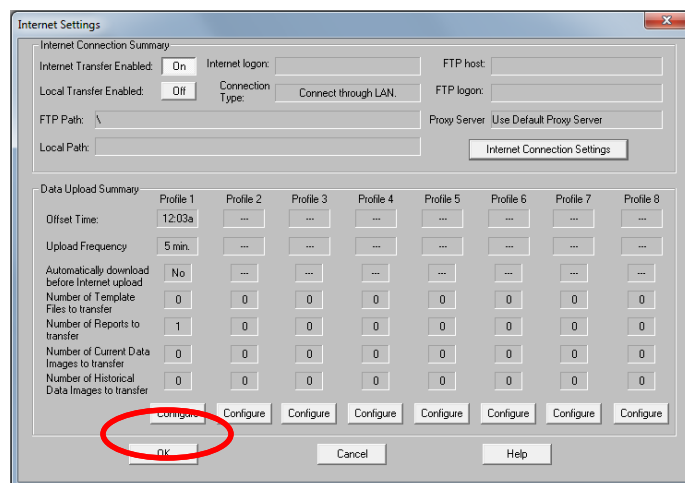 Internet Settings
Internet Connection Summary
Internet Transfer Enabled: On Internet logon: FTP host:
Local Transfer Enabled: Off Connection Type: Connect through LAN. FTP logon:
FTP Path: \ Proxy Server Use Default Proxy Server
Local Path: Internet Connection Settings
Data Upload Summary
Profile 1 Profile 2 Profile 3 Profile 4 Profile 5 Profile 6 Profile 7 Profile 8
Offset Time: 12:03a --- --- --- --- --- --- ---
Upload Frequency 5 min. --- --- --- --- --- --- ---
Automatically download
before Internet upload No --- --- --- --- --- --- ---
Number of Template
Files to transfer 0 0 0 0 0 0 0 0
Number of Reports to
transfer 1 0 0 0 0 0 0 0
Number of Current Data
Images to transfer 0 0 0 0 0 0 0 0
Number of Historical
Data Images to transfer 0 0 0 0 0 0 0 0
Configure Configure Configure Configure Configure Configure Configure Configure
OK Cancel Help